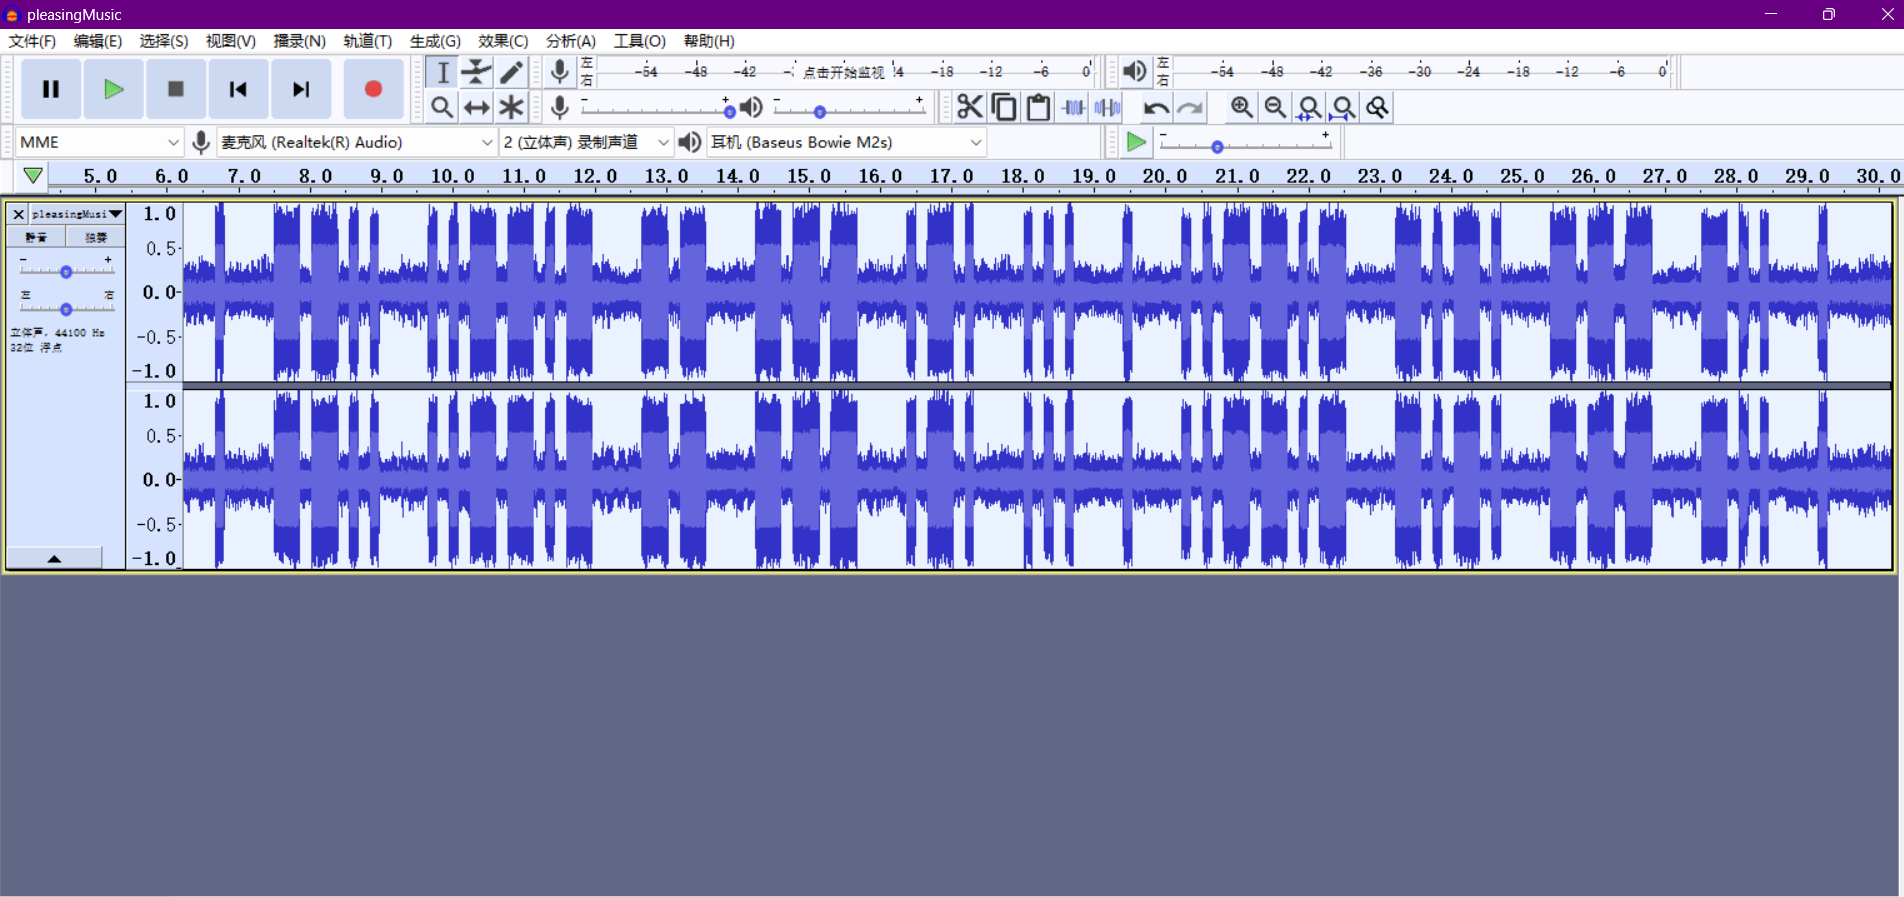 pleasingMusic
文件(F) 编辑(E) 选择(S) 视图(V) 播录(N) 轨道(T) 生成(G) 效果(C) 分析(A) 工具(O) 帮助(H)
左 右 -54 -48 -42 - 点击开始监视 !4 -18 -12 -6 0
左 右 -54 -48 -42 -36 -30 -24 -18 -12 -6 0
MME 麦克风 (Realtek(R) Audio) 2 (立体声) 录制声道 耳机 (Baseus Bowie M2s)
5.0 6.0 7.0 8.0 9.0 10.0 11.0 12.0 13.0 14.0 15.0 16.0 17.0 18.0 19.0 20.0 21.0 22.0 23.0 24.0 25.0 26.0 27.0 28.0 29.0 30.0
pleasingMusi
静音 独奏
- +
左 右
立体声, 44100 Hz
32位 浮点
1.0
0.5
0.0
-0.5
-1.0
1.0
0.5
0.0
-0.5
-1.0